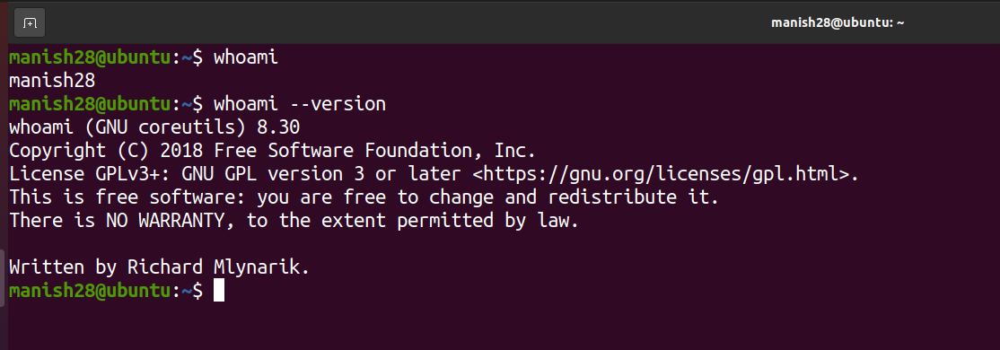 manish28@ubuntu: ~
manish28@ubuntu:~$ whoami
manish28
manish28@ubuntu:~$ whoami --version
whoami (GNU coreutils) 8.30
Copyright (C) 2018 Free Software Foundation, Inc.
License GPLv3+: GNU GPL version 3 or later <https://gnu.org/licenses/gpl.html>.
This is free software: you are free to change and redistribute it.
There is NO WARRANTY, to the extent permitted by law.

Written by Richard Mlynarik.
manish28@ubuntu:~$